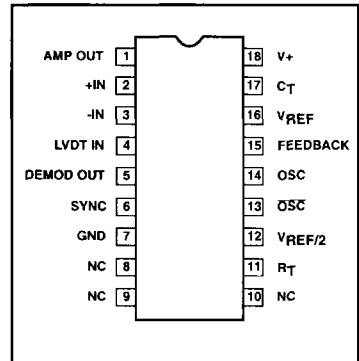 AMP OUT 1 18 V+
+IN 2 17 CT
-IN 3 16 VREF
LVDT IN 4 15 FEEDBACK
DEMOD OUT 5 14 OSC
SYNC 6 13 O̅S̅C̅
GND 7 12 VREF/2
NC 8 11 RT
NC 9 10 NC